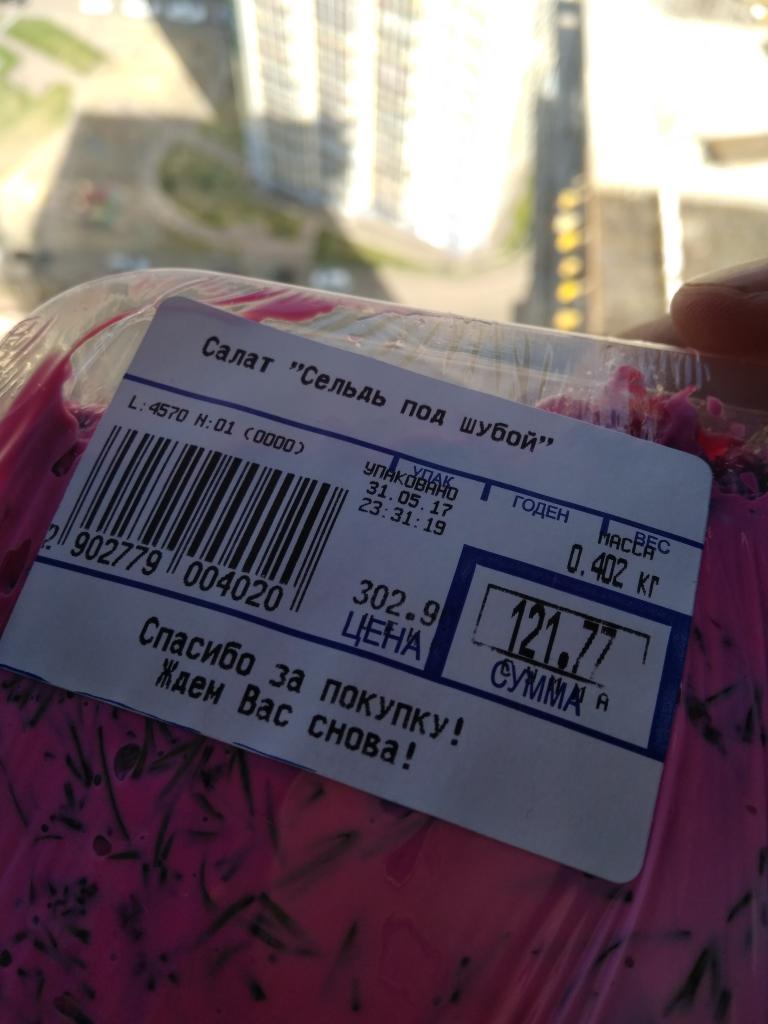 Салат "Сельдь под шубой"
L:4570 N:01 (0000)
УПАК
УПАКОВАНО
31.05.17
23:31:19
ГОДЕН
ВЕС
МАССА
0.402 кг
2 902779 004020
302.9
ЦЕНА
121.77
СУММА
Спасибо за покупку!
Ждем Вас снова!